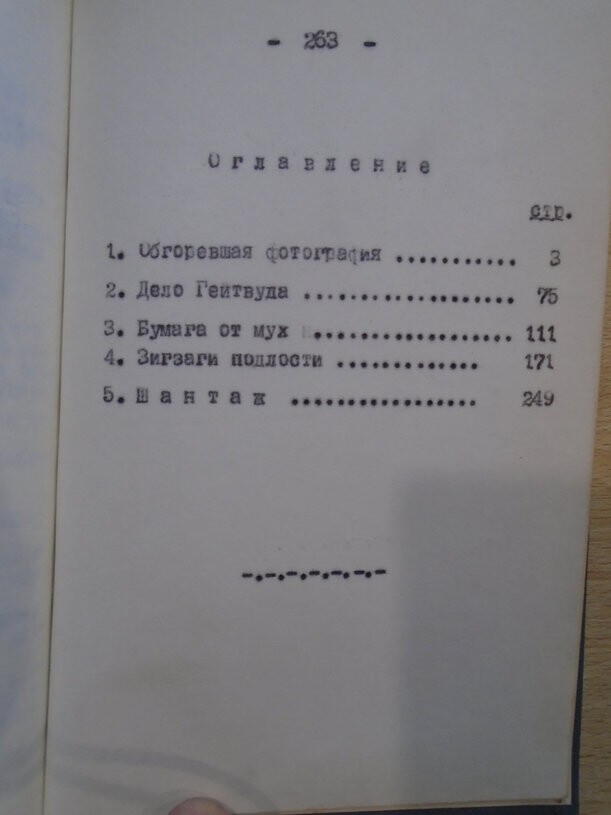 - 263 -
Оглавление
стр.
1. Обгоревшая фотография ........... 3
2. Дело Гейтвуда ................... 75
3. Бумага от мух .................. 111
4. Зигзаги подлости ............. 171
5. Шантаж ................. 249
-.-.-.-.-.-.-